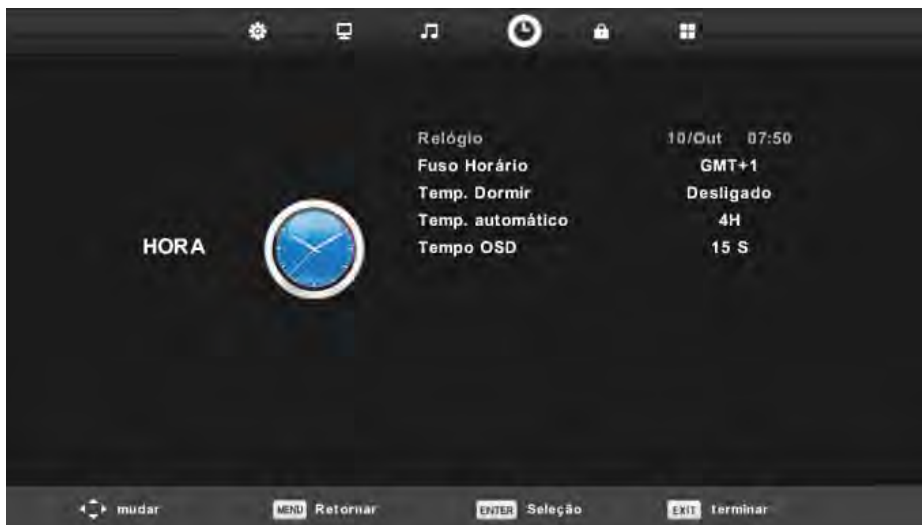 Relógio 10/Out 07:50
Fuso Horário GMT+1
Temp. Dormir Desligado
Temp. automático 4H
HORA
Tempo OSD 15 S
mudar MENU Retornar ENTER Seleção EXIT terminar